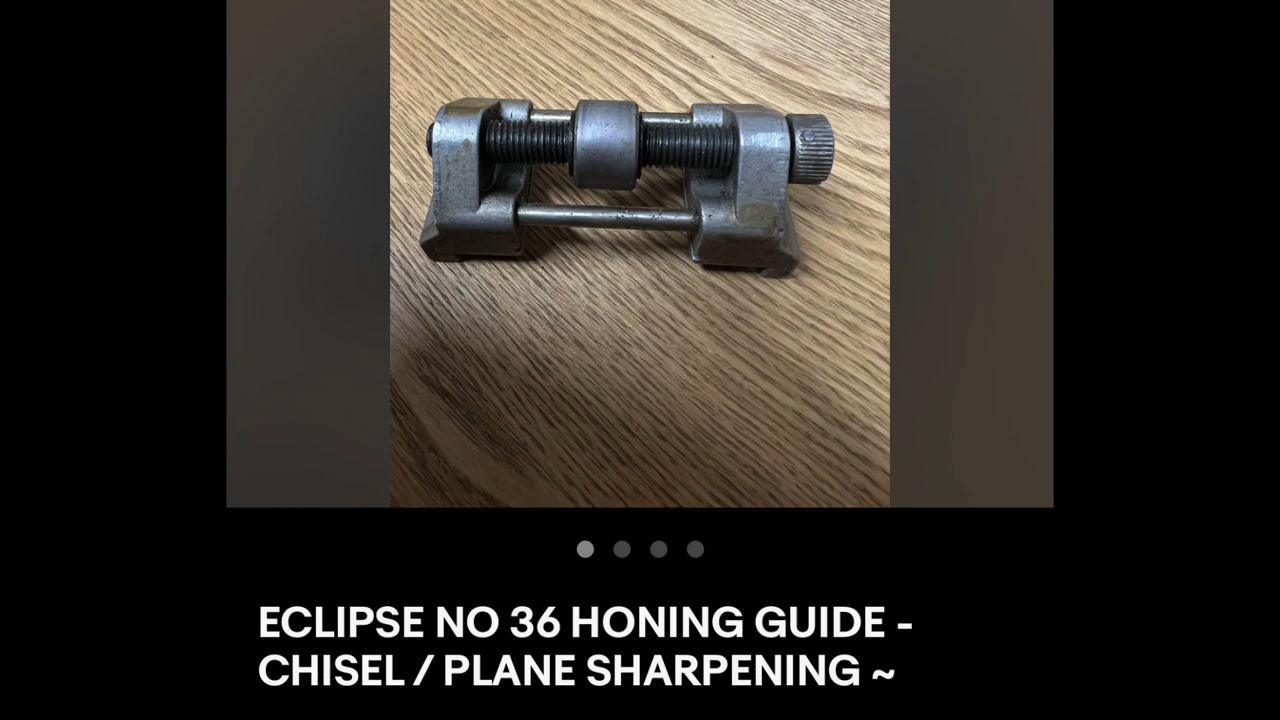 ECLIPSE NO 36 HONING GUIDE -
CHISEL / PLANE SHARPENING ~